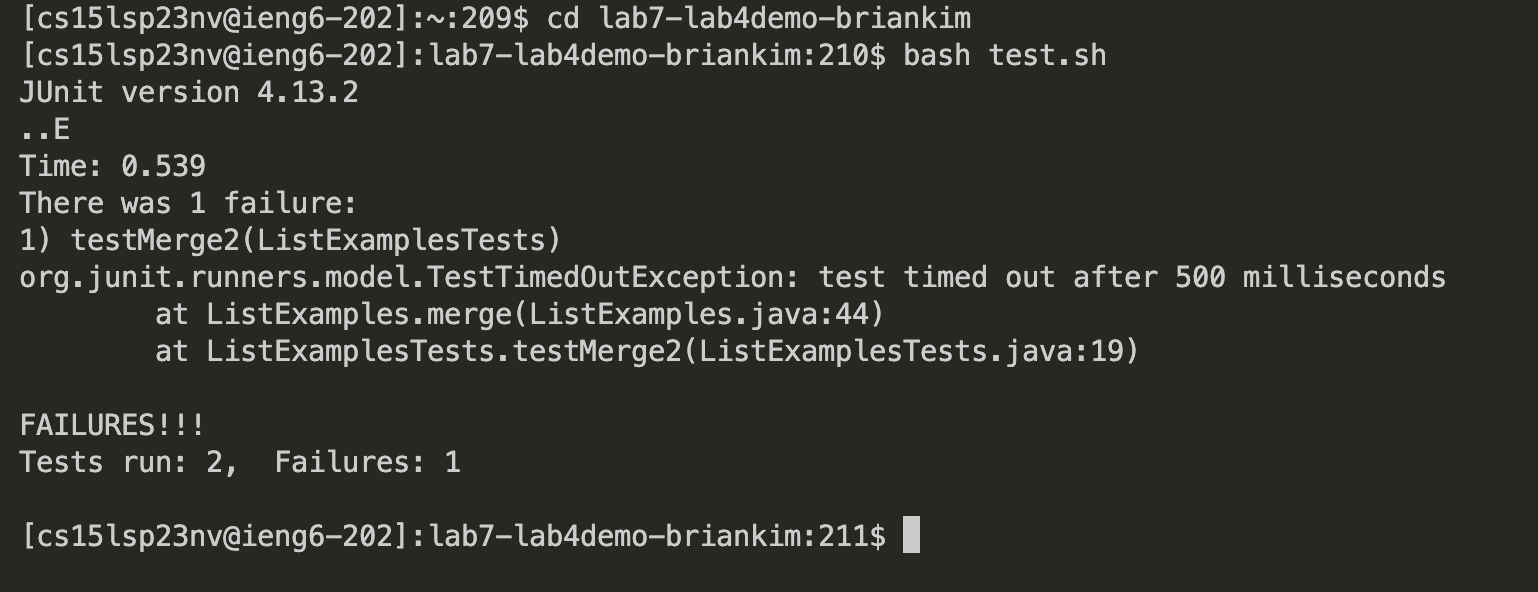 [cs15lsp23nv@ieng6-202]:~:209$ cd lab7-lab4demo-briankim
[cs15lsp23nv@ieng6-202]:lab7-lab4demo-briankim:210$ bash test.sh
JUnit version 4.13.2
..E
Time: 0.539
There was 1 failure:
1) testMerge2(ListExamplesTests)
org.junit.runners.model.TestTimedOutException: test timed out after 500 milliseconds
        at ListExamples.merge(ListExamples.java:44)
        at ListExamplesTests.testMerge2(ListExamplesTests.java:19)

FAILURES!!!
Tests run: 2,  Failures: 1

[cs15lsp23nv@ieng6-202]:lab7-lab4demo-briankim:211$